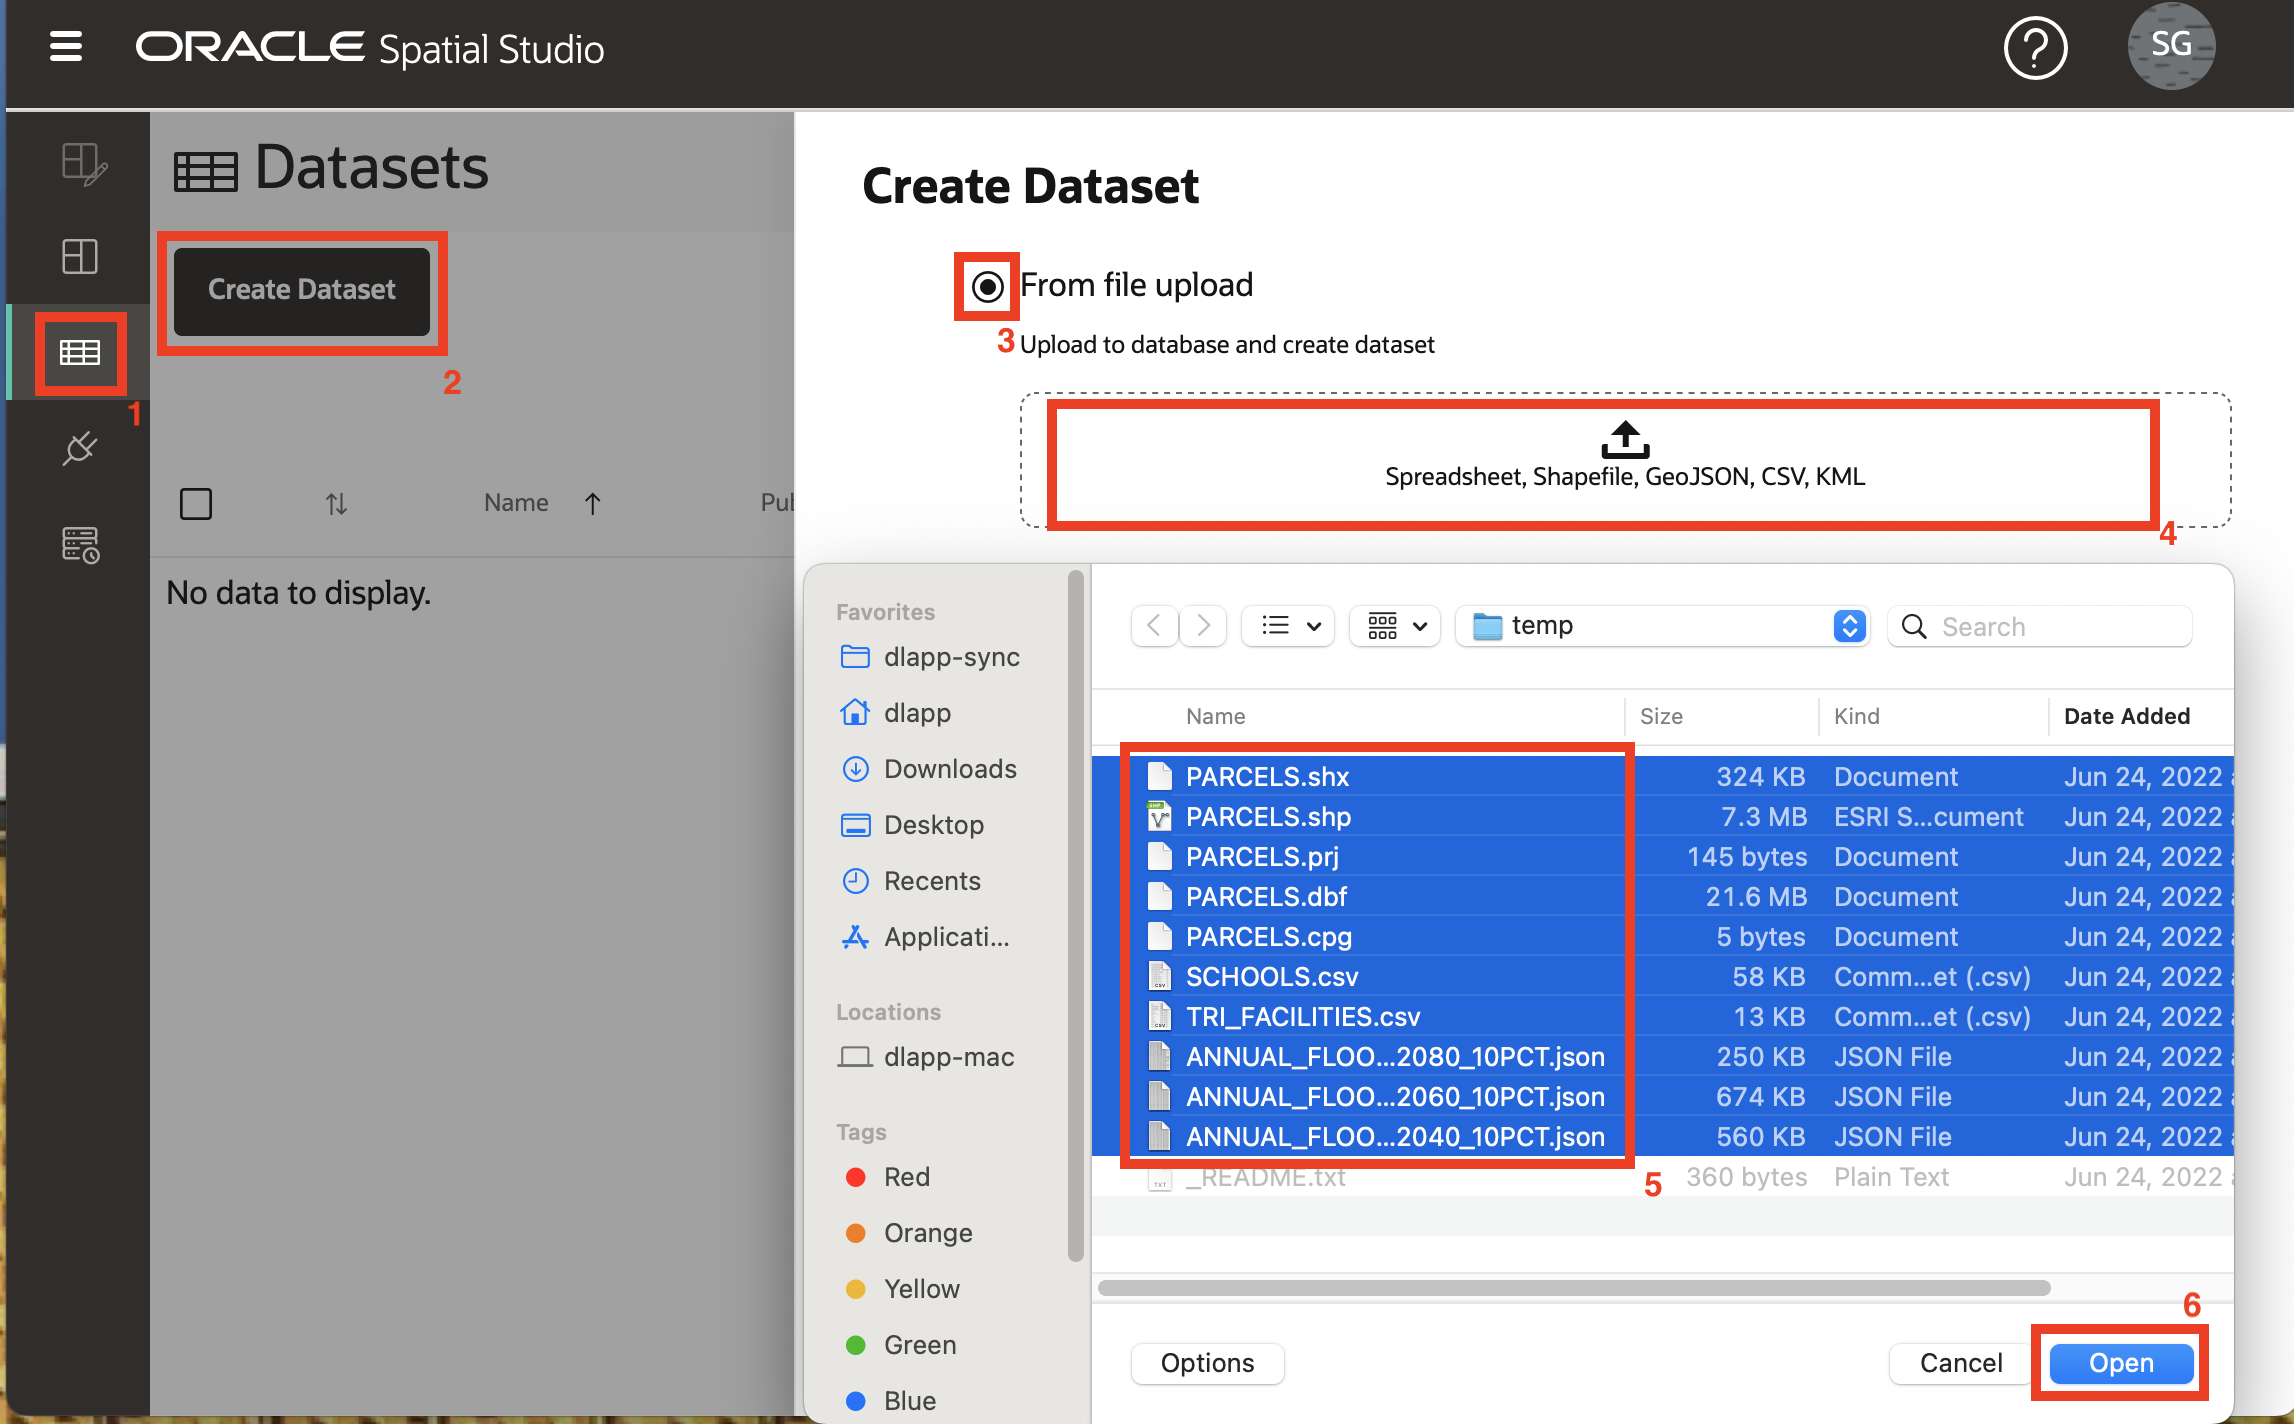 ORACLE Spatial Studio
SG
Datasets
Create Dataset
1
2
Name
Pub
No data to display.
Create Dataset
From file upload
3
Upload to database and create dataset
Spreadsheet, Shapefile, GeoJSON, CSV, KML
4
Favorites
dlapp-sync
dlapp
Downloads
Desktop
Recents
Applicati...
Locations
dlapp-mac
Tags
Red
Orange
Yellow
Green
Blue
temp
Search
Name Size Kind Date Added
PARCELS.shx 324 KB Document Jun 24, 2022 a
PARCELS.shp 7.3 MB ESRI S...cument Jun 24, 2022 a
PARCELS.prj 145 bytes Document Jun 24, 2022 a
PARCELS.dbf 21.6 MB Document Jun 24, 2022 a
PARCELS.cpg 5 bytes Document Jun 24, 2022 a
SCHOOLS.csv 58 KB Comm...et (.csv) Jun 24, 2022 a
TRI_FACILITIES.csv 13 KB Comm...et (.csv) Jun 24, 2022 a
ANNUAL_FLOO...2080_10PCT.json 250 KB JSON File Jun 24, 2022 a
ANNUAL_FLOO...2060_10PCT.json 674 KB JSON File Jun 24, 2022 a
ANNUAL_FLOO...2040_10PCT.json 560 KB JSON File Jun 24, 2022 a
_README.txt 360 bytes Plain Text Jun 24, 2022 a
5
6
Options
Cancel
Open